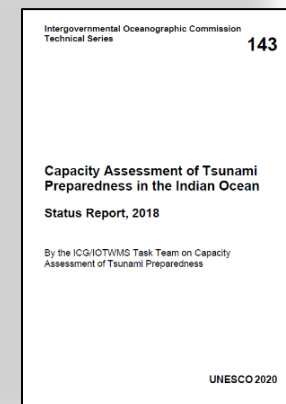 Intergovernmental Oceanographic Commission
Technical Series
143
Capacity Assessment of Tsunami
Preparedness in the Indian Ocean
Status Report, 2018
By the ICG/IOTWMS Task Team on Capacity
Assessment of Tsunami Preparedness
UNESCO 2020